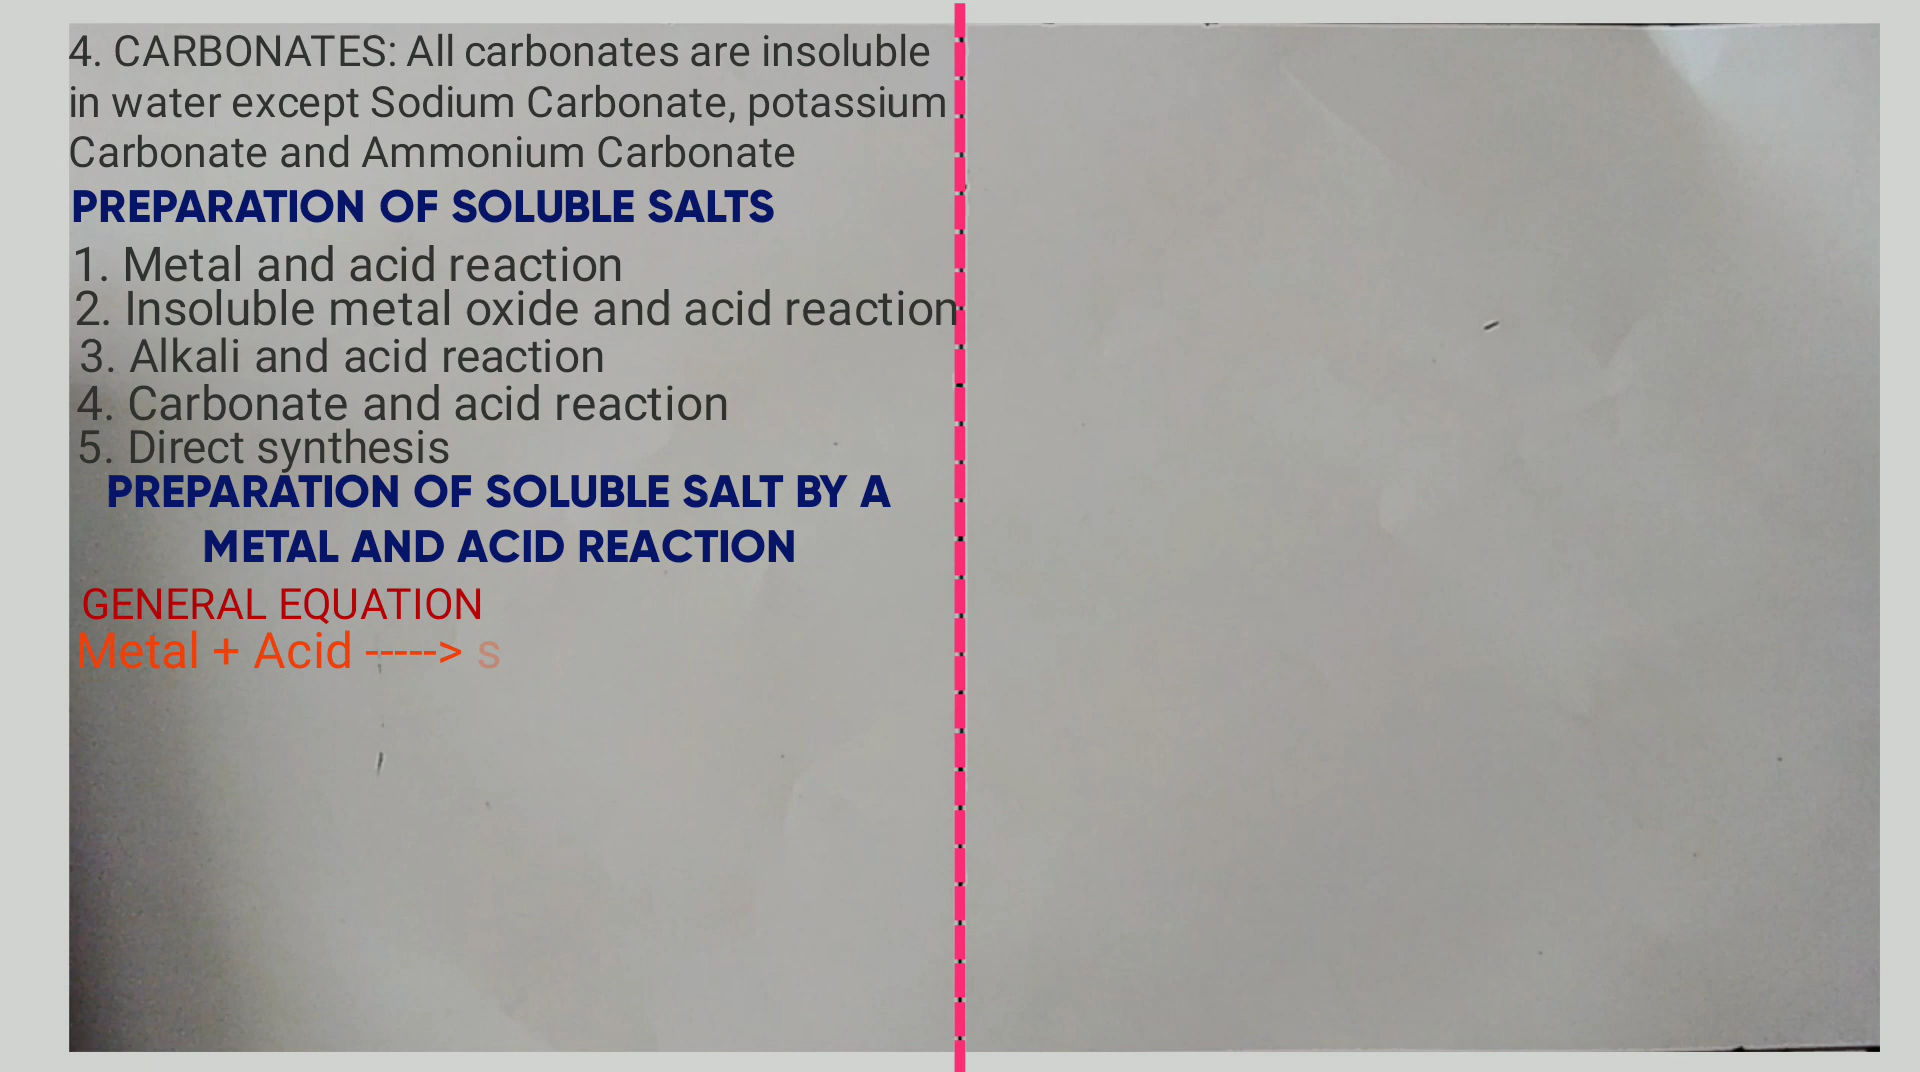 4. CARBONATES: All carbonates are insoluble
in water except Sodium Carbonate, potassium
Carbonate and Ammonium Carbonate
PREPARATION OF SOLUBLE SALTS
1. Metal and acid reaction
2. Insoluble metal oxide and acid reaction
3. Alkali and acid reaction
4. Carbonate and acid reaction
5. Direct synthesis
PREPARATION OF SOLUBLE SALT BY A
METAL AND ACID REACTION
GENERAL EQUATION
Metal + Acid -----> s